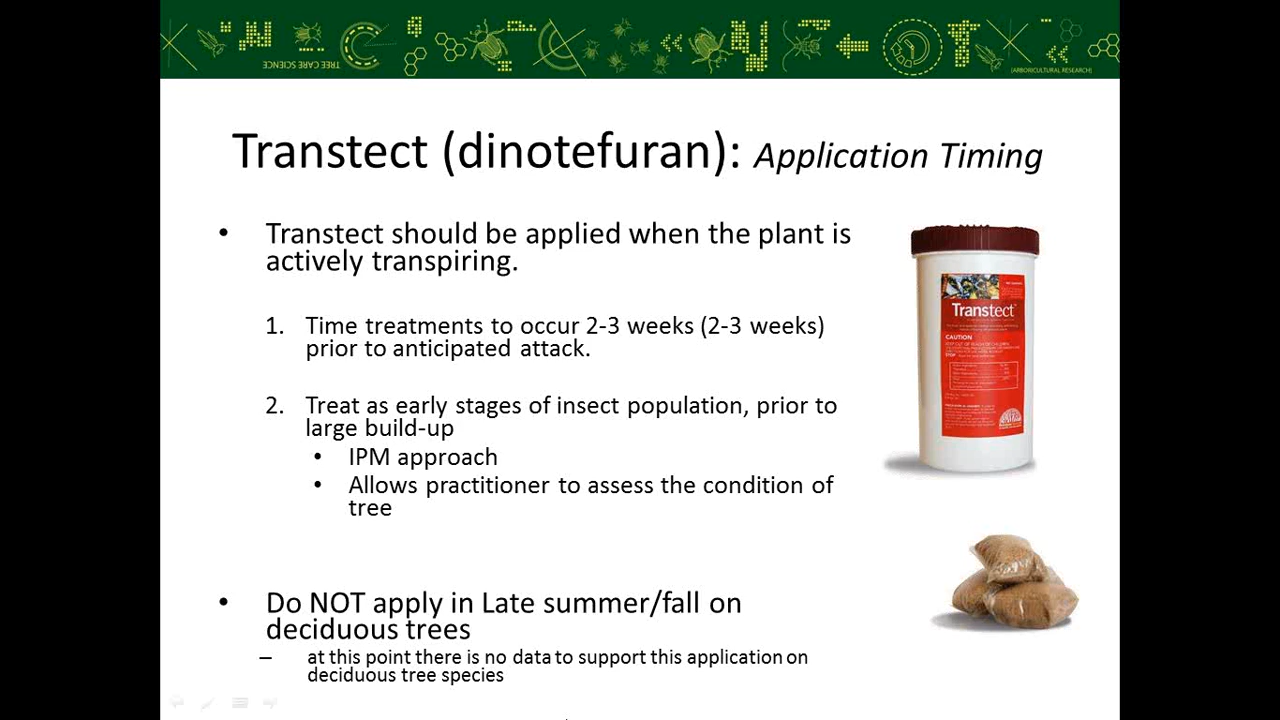 TREE CARE SCIENCE
(ARBORICULTURAL RESEARCH)
Transtect (dinotefuran): Application Timing
• Transtect should be applied when the plant is
actively transpiring.
1. Time treatments to occur 2-3 weeks (2-3 weeks)
prior to anticipated attack.
2. Treat as early stages of insect population, prior to
large build-up
• IPM approach
• Allows practitioner to assess the condition of
tree
• Do NOT apply in Late summer/fall on
deciduous trees
– at this point there is no data to support this application on
deciduous tree species
Transtect
CAUTION